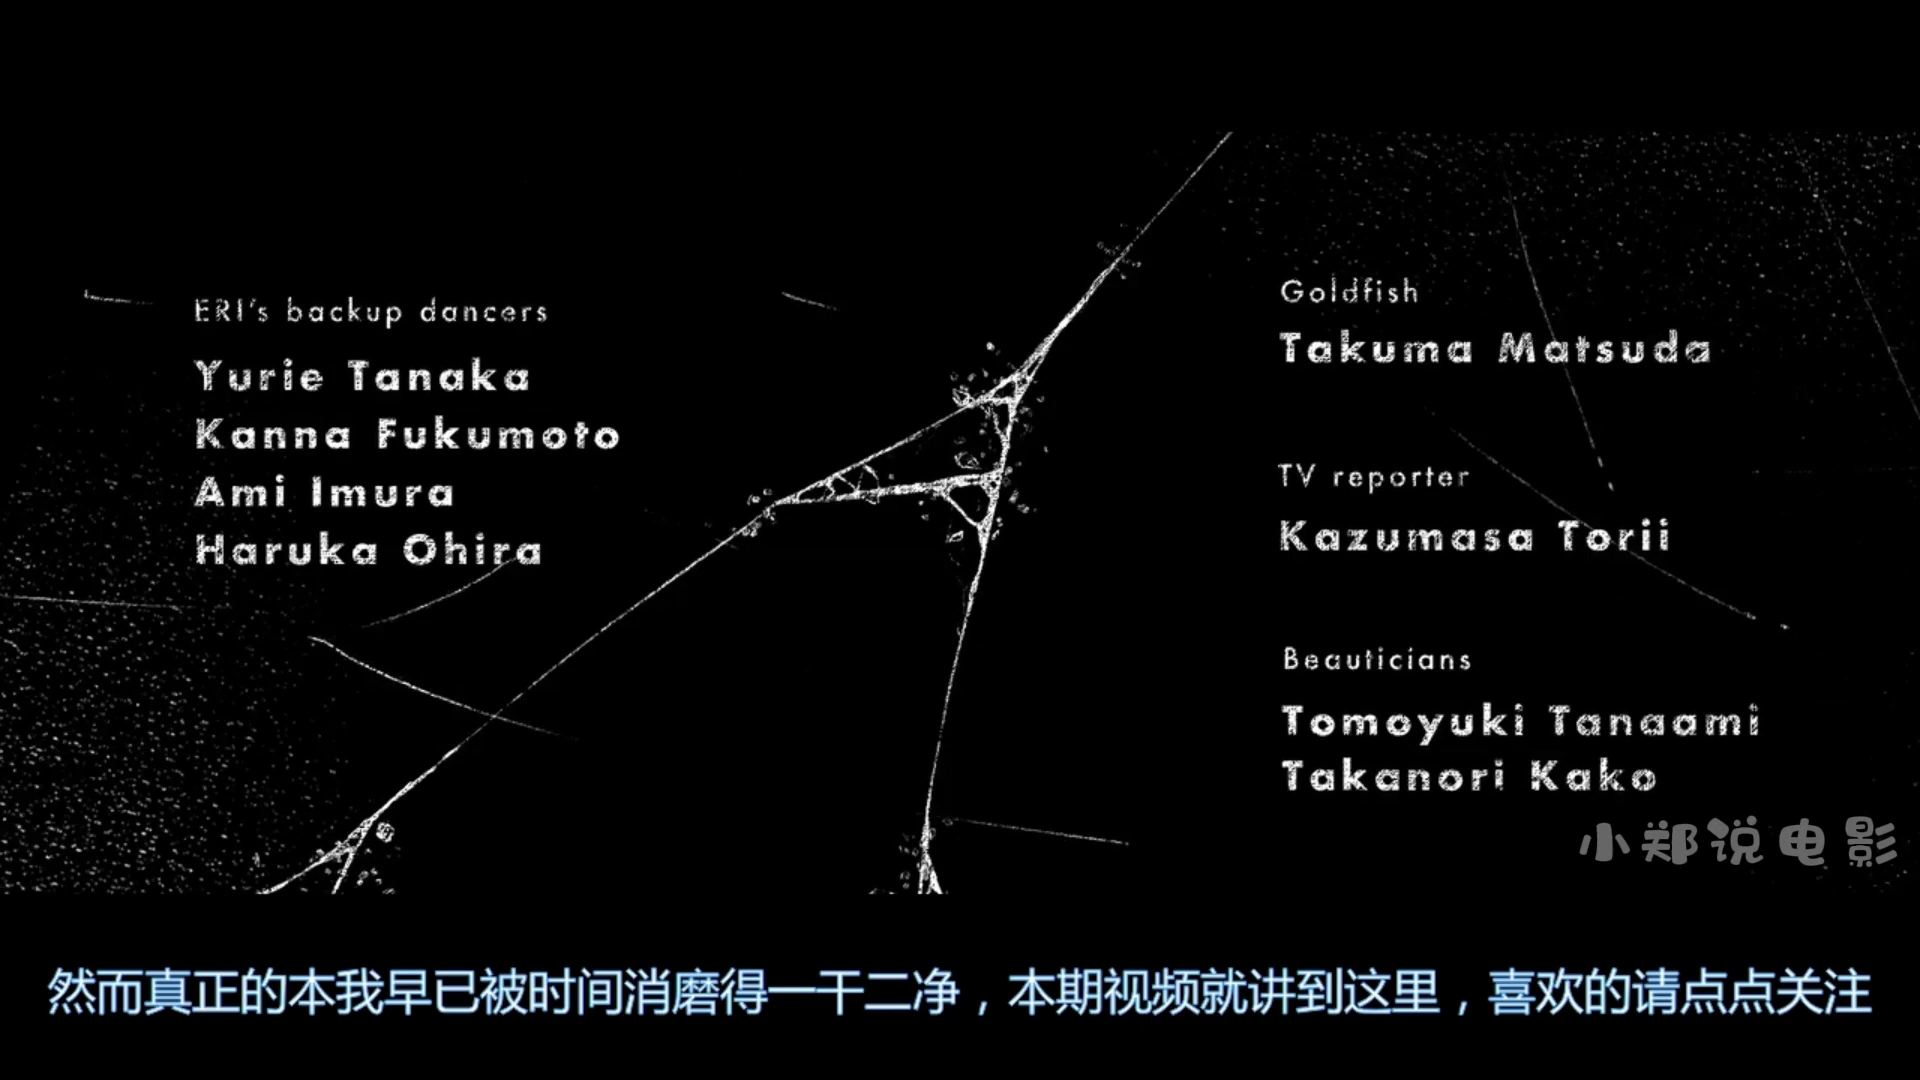 ERI's backup dancers
Yurie Tanaka
Kanna Fukumoto
Ami Imura
Haruka Ohira
Goldfish
Takuma Matsuda
TV reporter
Kazumasa Torii
Beauticians
Tomoyuki Tanaami
Takanori Kako
小郑说电影
然而真正的本我早已被时间消磨得一干二净，本期视频就讲到这里，喜欢的请点点关注